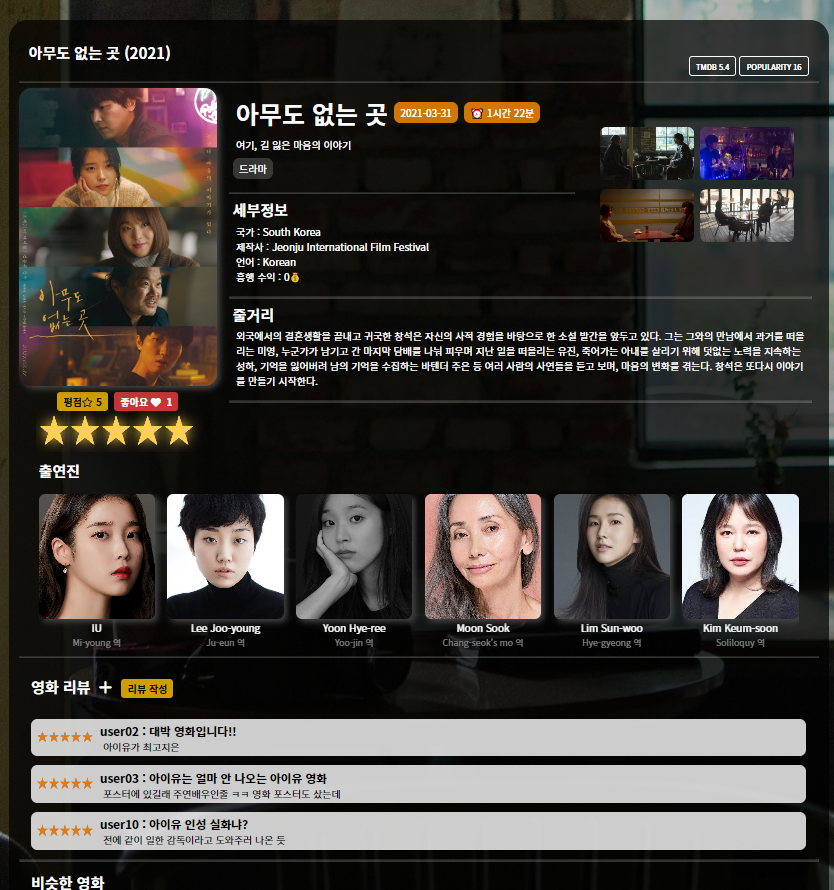 아무도 없는 곳 (2021)
TMDB 5.4 POPULARITY 16
아무도 없는 곳 2021-03-31 ⏰ 1시간 22분
여기, 길 잃은 마음의 이야기
드라마
세부정보
국가 : South Korea
제작사 : Jeonju International Film Festival
언어 : Korean
흥행 수익 : 0💰
줄거리
외국에서의 결혼생활을 끝내고 귀국한 창석은 자신의 사적 경험을 바탕으로 한 소설 발간을 앞두고 있다. 그는 그와의 만남에서 과거를 떠올
리는 미영, 누군가가 남기고 간 마지막 담배를 나눠 피우며 지난 일을 떠올리는 유진, 죽어가는 아내를 살리기 위해 덧없는 노력을 지속하는
성하, 기억을 잃어버려 남의 기억을 수집하는 바텐더 주은 등 여러 사람의 사연들을 듣고 보며, 마음의 변화를 겪는다. 창석은 또다시 이야기
를 만들기 시작한다.
아무도
없는 곳
평점☆ 5 좋아요 ♥ 1
★★★★★
출연진
IU
Mi-young 역
Lee Joo-young
Ju-eun 역
Yoon Hye-ree
Yoo-jin 역
Moon Sook
Chang-seok's mo 역
Lim Sun-woo
Hye-gyeong 역
Kim Keum-soon
Soliloquy 역
영화 리뷰 + 리뷰 작성
★★★★★ user02 : 대박 영화입니다!!
아이유가 최고지은
★★★★★ user03 : 아이유는 얼마 안 나오는 아이유 영화
포스터에 있길래 주연배우인줄 ㅋㅋ 영화 포스터도 샀는데
★★★★★ user10 : 아이유 인성 실화냐?
전에 같이 일한 감독이라고 도와주러 나온 듯
비슷한 영화